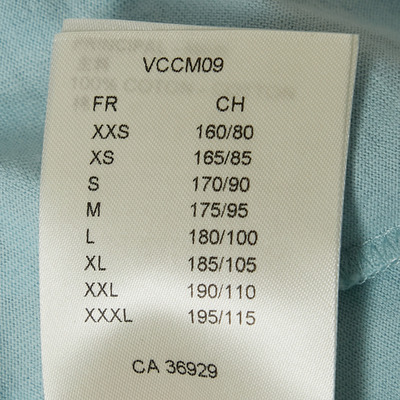 VCCM09
FR CH
XXS 160/80
XS 165/85
S 170/90
M 175/95
L 180/100
XL 185/105
XXL 190/110
XXXL 195/115
CA 36929